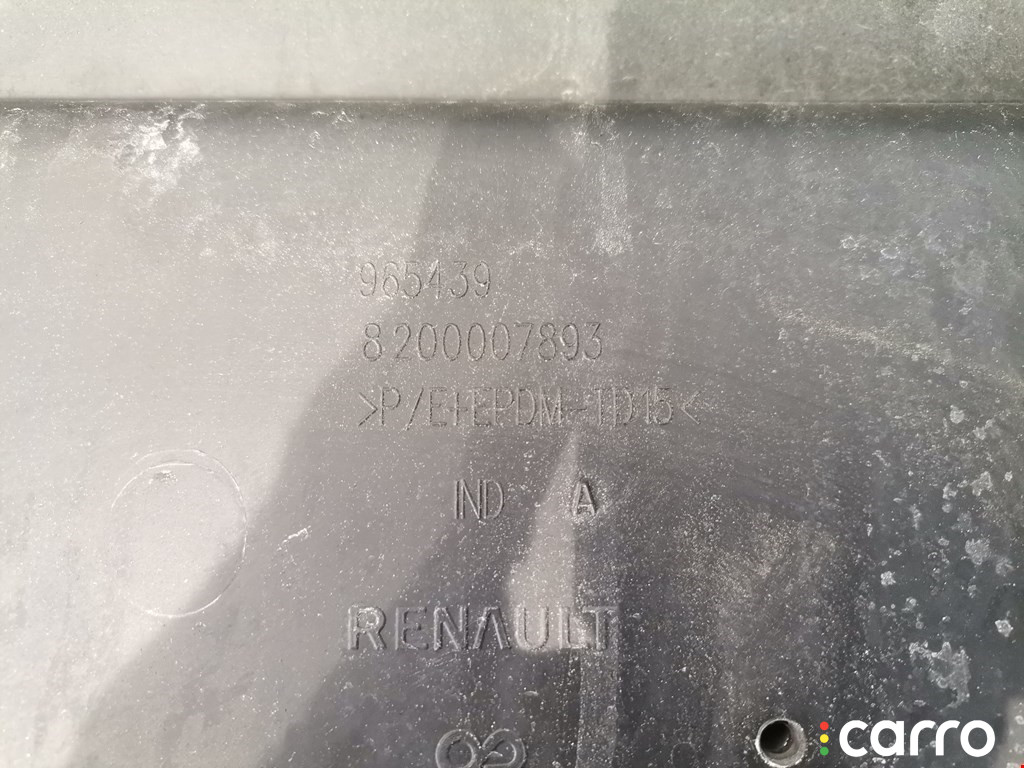 965439
8200007893
>P/E+EPDM-TD15<
IND A
RENAULT
carro